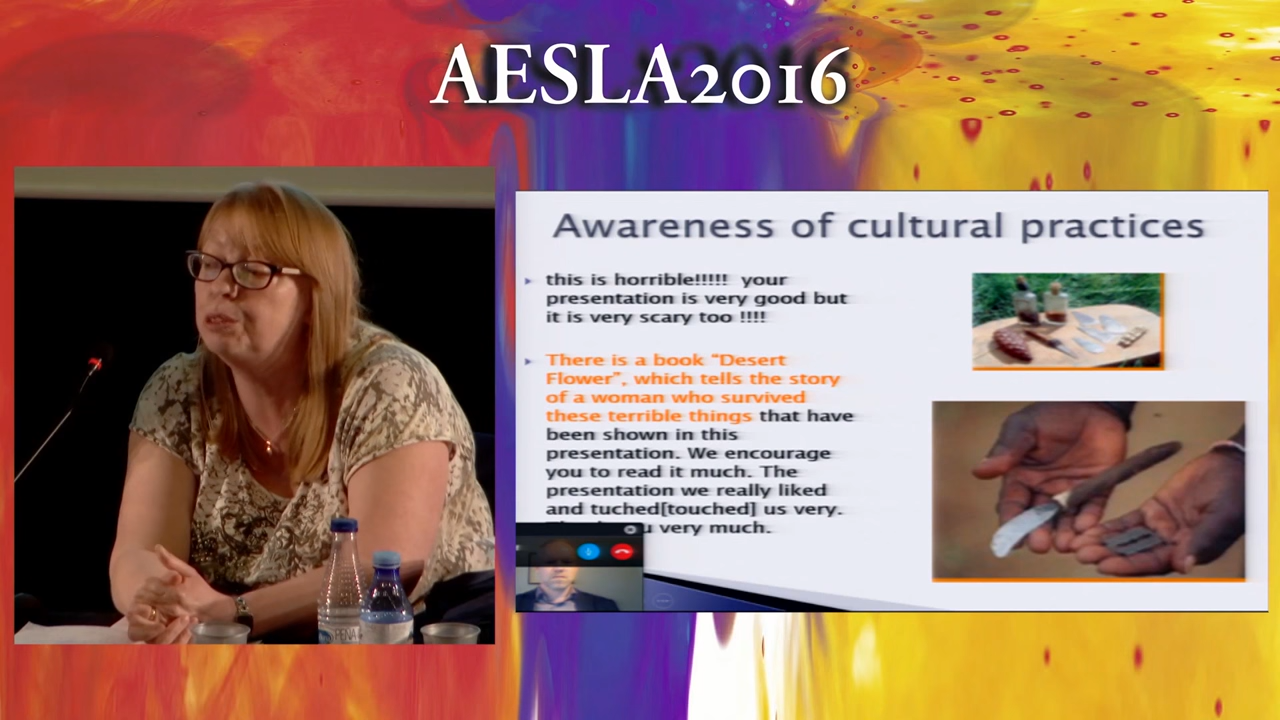 AESLA2016
Awareness of cultural practices
this is horrible!!!!! your
presentation is very good but
it is very scary too !!!!
There is a book "Desert
Flower", which tells the story
of a woman who survived
these terrible things that have
been shown in this
presentation. We encourage
you to read it much. The
presentation we really liked
and tuched[touched] us very.
very much.